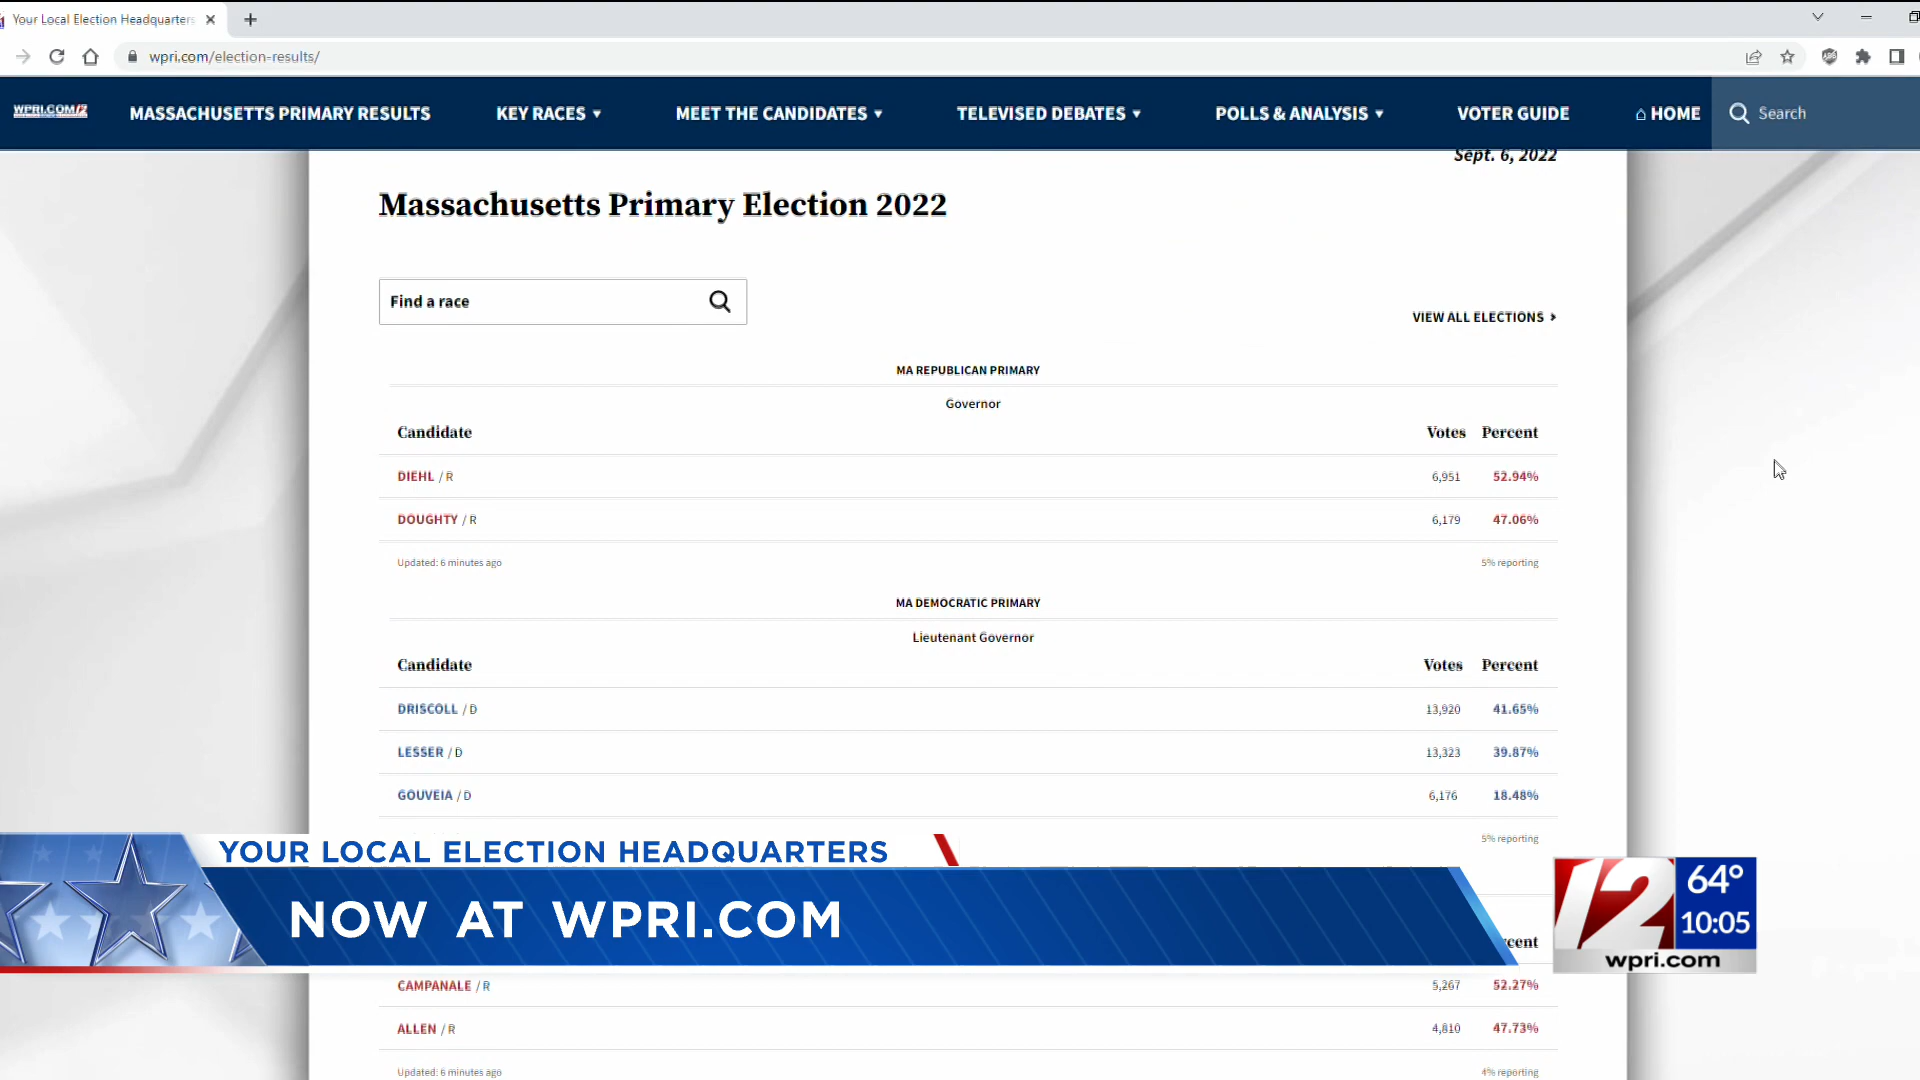 Your Local Election Headquarters
wpri.com/election-results/
WPRI.COM 12
MASSACHUSETTS PRIMARY RESULTS
KEY RACES ▾
MEET THE CANDIDATES ▾
TELEVISED DEBATES ▾
POLLS & ANALYSIS ▾
VOTER GUIDE
⌂ HOME
Search
Sept. 6, 2022
Massachusetts Primary Election 2022
Find a race
VIEW ALL ELECTIONS
MA REPUBLICAN PRIMARY
Governor
Candidate Votes Percent
DIEHL / R 6,951 52.94%
DOUGHTY / R 6,179 47.06%
Updated: 6 minutes ago 5% reporting
MA DEMOCRATIC PRIMARY
Lieutenant Governor
Candidate Votes Percent
DRISCOLL / D 13,920 41.65%
LESSER / D 13,323 39.87%
GOUVEIA / D 6,176 18.48%
5% reporting
YOUR LOCAL ELECTION HEADQUARTERS
NOW AT WPRI.COM
12
64°
10:05
wpri.com
cent
CAMPANALE / R 5,267 52.27%
ALLEN / R 4,810 47.73%
Updated: 6 minutes ago 4% reporting